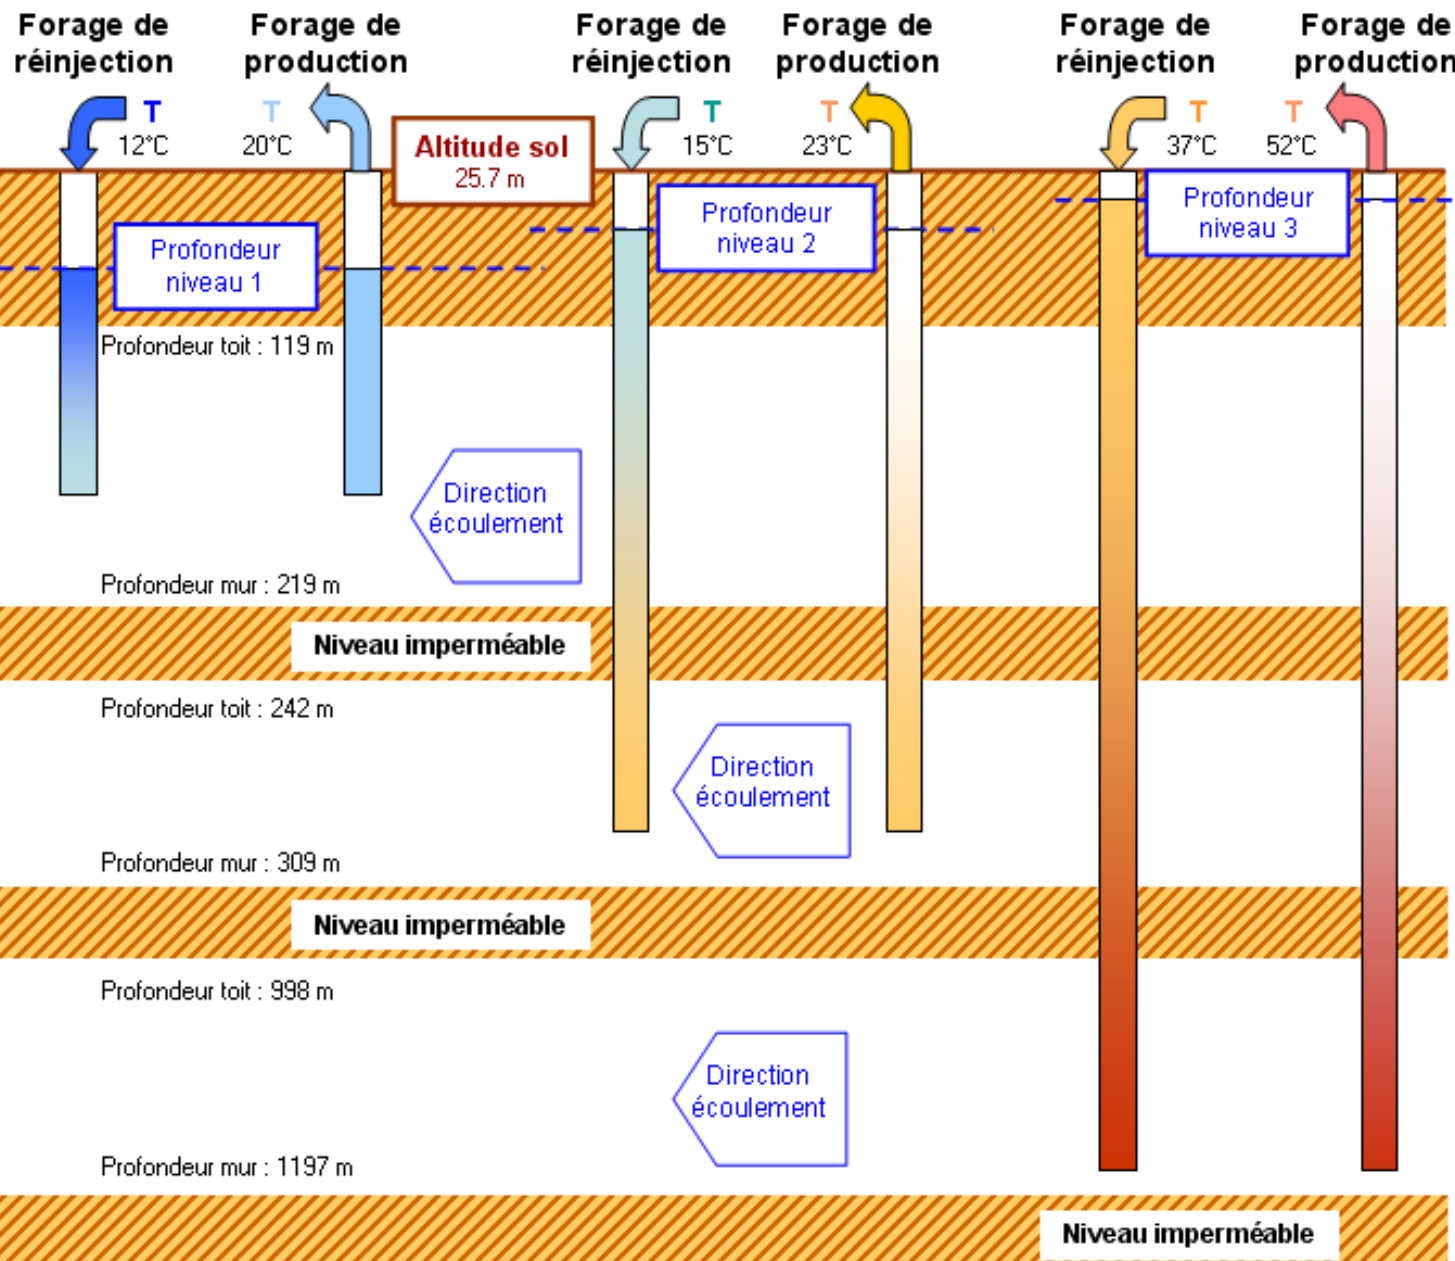 Forage de
réinjection
Forage de
production
Forage de
réinjection
Forage de
production
Forage de
réinjection
Forage de
production
T
12°C
T
20°C
Altitude sol
25.7 m
T
15°C
T
23°C
T
37°C
T
52°C
Profondeur
niveau 1
Profondeur
niveau 2
Profondeur
niveau 3
Profondeur toit : 119 m
Direction
écoulement
Profondeur mur : 219 m
Niveau imperméable
Profondeur toit : 242 m
Direction
écoulement
Profondeur mur : 309 m
Niveau imperméable
Profondeur toit : 998 m
Direction
écoulement
Profondeur mur : 1197 m
Niveau imperméable